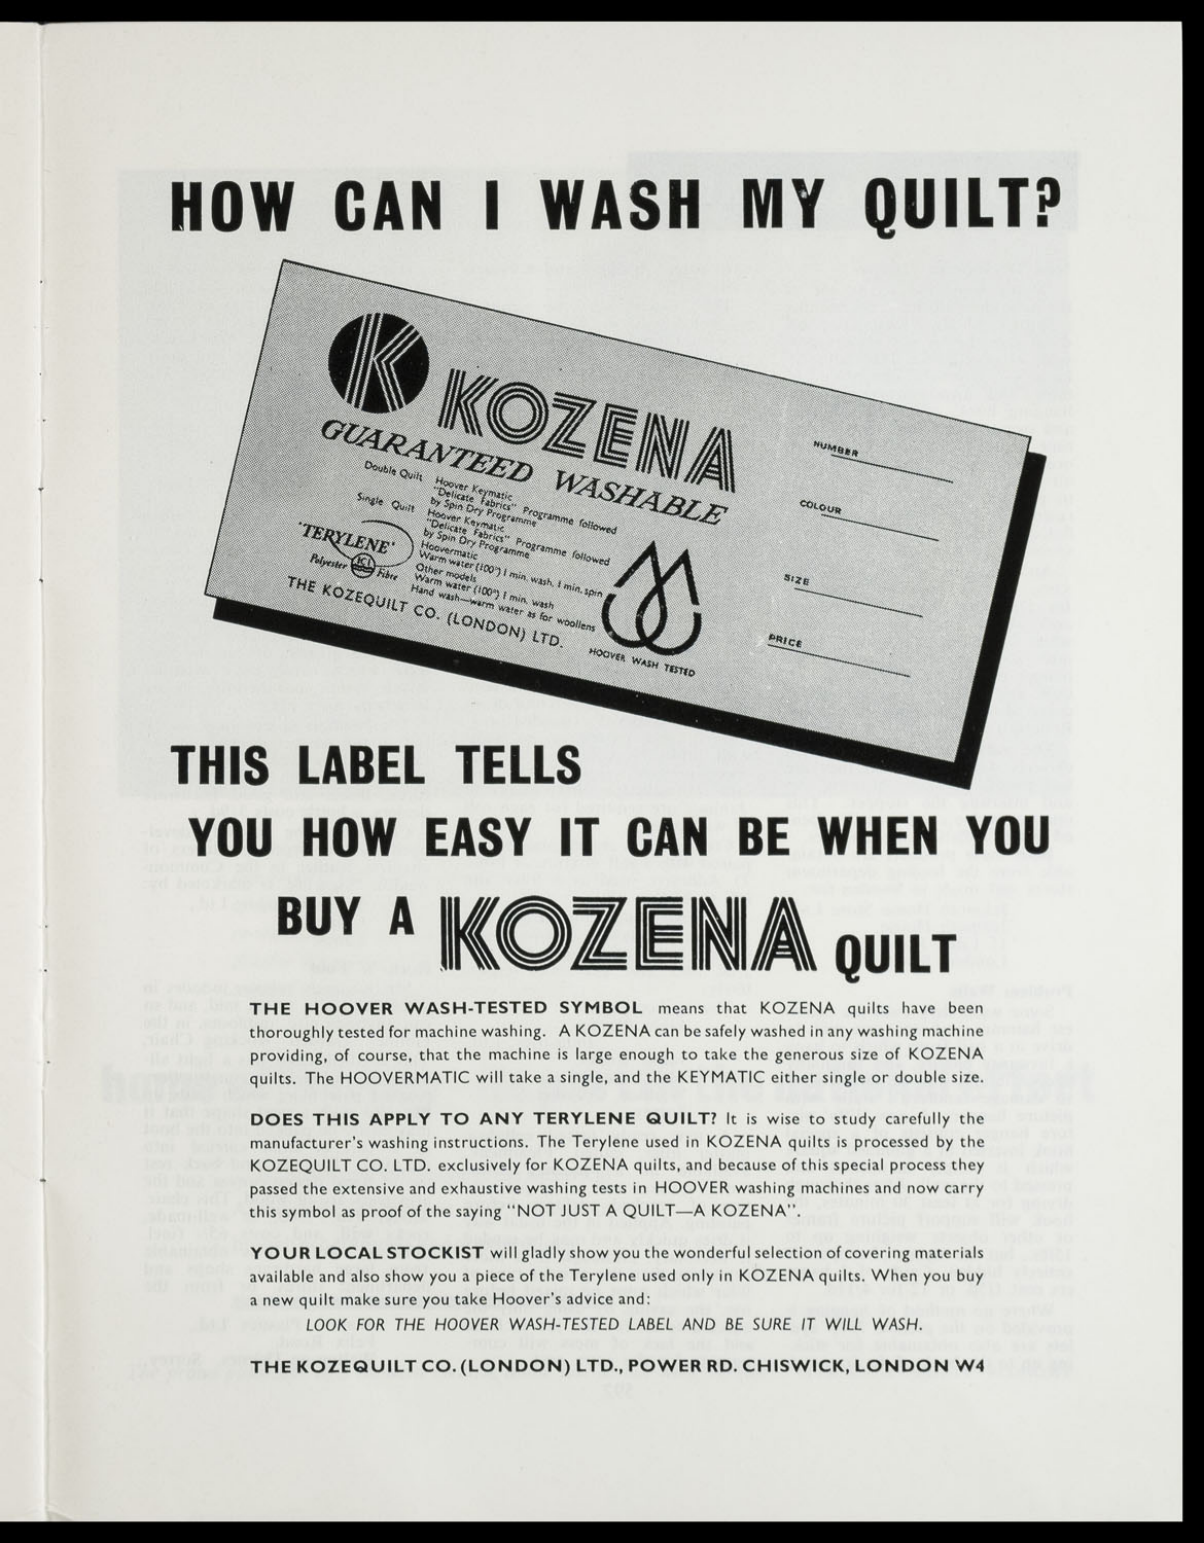 HOW CAN I WASH MY QUILT?
K KOZENA
GUARANTEED WASHABLE
Double Quilt Hoover Keymatic
"Delicate Fabrics" Programme followed
by Spin Dry Programme
Single Quilt Hoover Keymatic
"Delicate Fabrics" Programme followed
by Spin Dry Programme
Hoovermatic
Warm water (100°) 1 min. wash, 1 min. spin
Other models
Warm water (100°) 1 min. wash
Hand wash—warm water as for woollens
'TERYLENE'
Polyester ICI Fibre
THE KOZEQUILT CO. (LONDON) LTD.
HOOVER WASH TESTED
NUMBER
COLOUR
SIZE
PRICE
THIS LABEL TELLS
YOU HOW EASY IT CAN BE WHEN YOU
BUY A KOZENA QUILT
THE HOOVER WASH-TESTED SYMBOL means that KOZENA quilts have been
thoroughly tested for machine washing. A KOZENA can be safely washed in any washing machine
providing, of course, that the machine is large enough to take the generous size of KOZENA
quilts. The HOOVERMATIC will take a single, and the KEYMATIC either single or double size.
DOES THIS APPLY TO ANY TERYLENE QUILT? It is wise to study carefully the
manufacturer's washing instructions. The Terylene used in KOZENA quilts is processed by the
KOZEQUILT CO. LTD. exclusively for KOZENA quilts, and because of this special process they
passed the extensive and exhaustive washing tests in HOOVER washing machines and now carry
this symbol as proof of the saying "NOT JUST A QUILT—A KOZENA".
YOUR LOCAL STOCKIST will gladly show you the wonderful selection of covering materials
available and also show you a piece of the Terylene used only in KOZENA quilts. When you buy
a new quilt make sure you take Hoover's advice and:
LOOK FOR THE HOOVER WASH-TESTED LABEL AND BE SURE IT WILL WASH.
THE KOZEQUILT CO. (LONDON) LTD., POWER RD. CHISWICK, LONDON W4